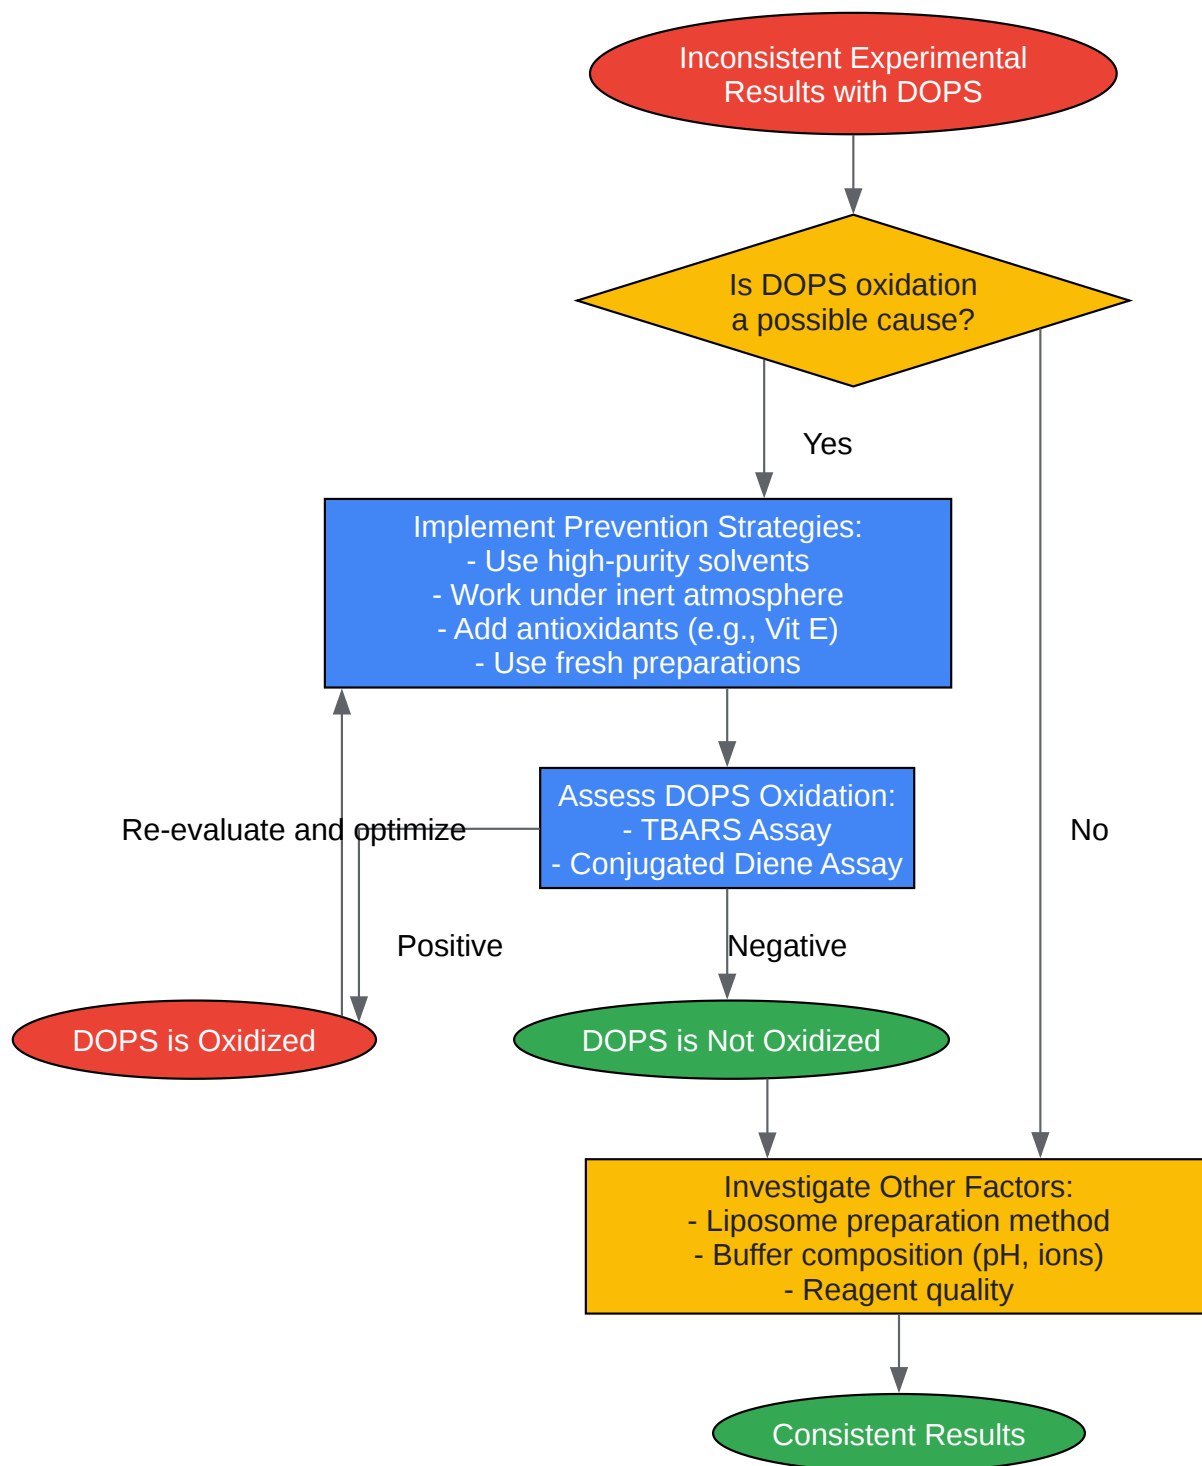 Inconsistent Experimental
Results with DOPS
Is DOPS oxidation
a possible cause?
Yes
Implement Prevention Strategies:
- Use high-purity solvents
- Work under inert atmosphere
- Add antioxidants (e.g., Vit E)
- Use fresh preparations
Assess DOPS Oxidation:
- TBARS Assay
- Conjugated Diene Assay
Re-evaluate and optimize
No
Positive
Negative
DOPS is Oxidized
DOPS is Not Oxidized
Investigate Other Factors:
- Liposome preparation method
- Buffer composition (pH, ions)
- Reagent quality
Consistent Results